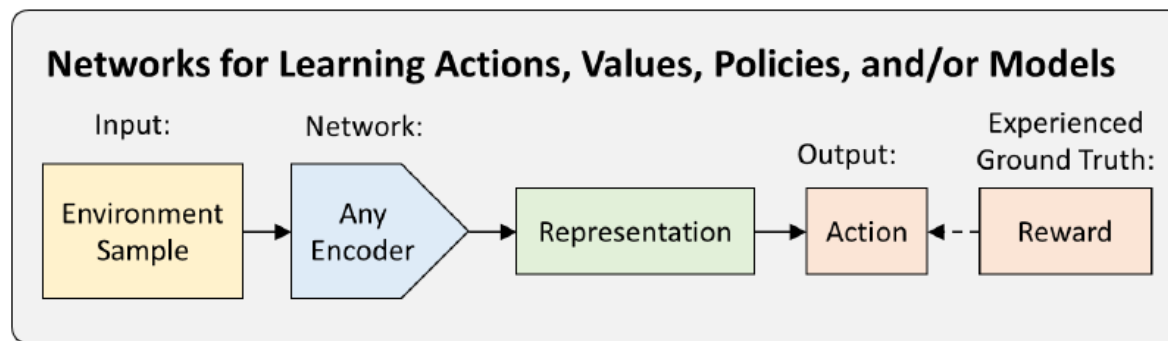 Networks for Learning Actions, Values, Policies, and/or Models
Input:
Network:
Output:
Experienced
Ground Truth:
Environment
Sample
Any
Encoder
Representation
Action
Reward